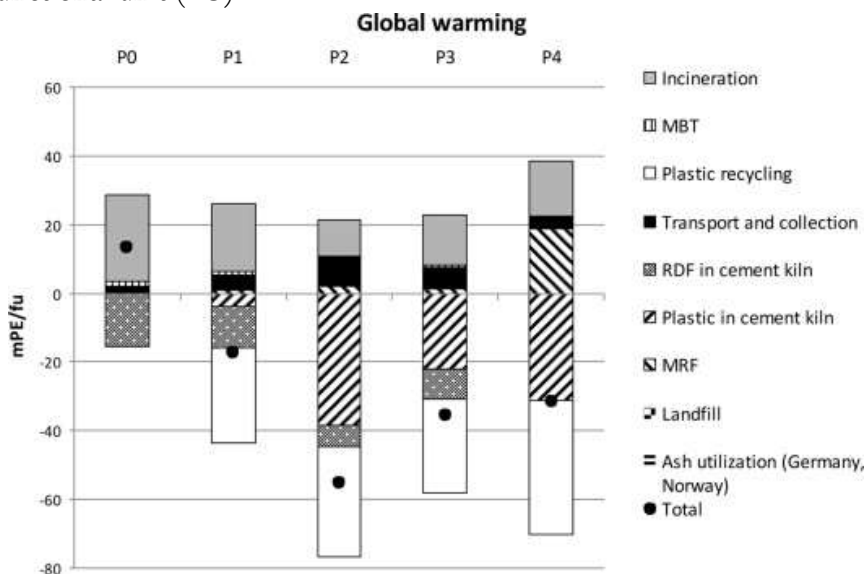 Global warming
P0 P1 P2 P3 P4
60
40
20
0
-20
-40
-60
-80
mPE/fu
Incineration
MBT
Plastic recycling
Transport and collection
RDF in cement kiln
Plastic in cement kiln
MRF
Landfill
Ash utilization (Germany,
Norway)
Total